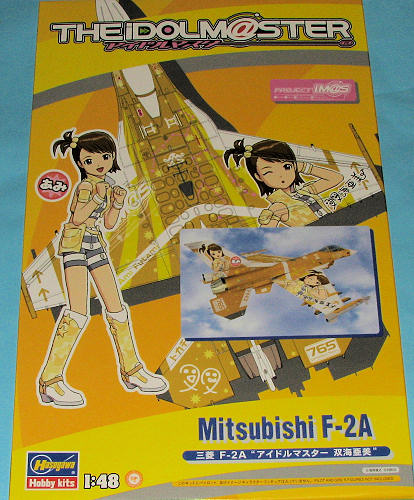 THE IDOLM@STER
アイドルマスター
PROJECT IM@S
あみ
765
Mitsubishi F-2A
三菱 F-2A “アイドルマスター 双海亜美”
Hasegawa
Hobby kits
1:48